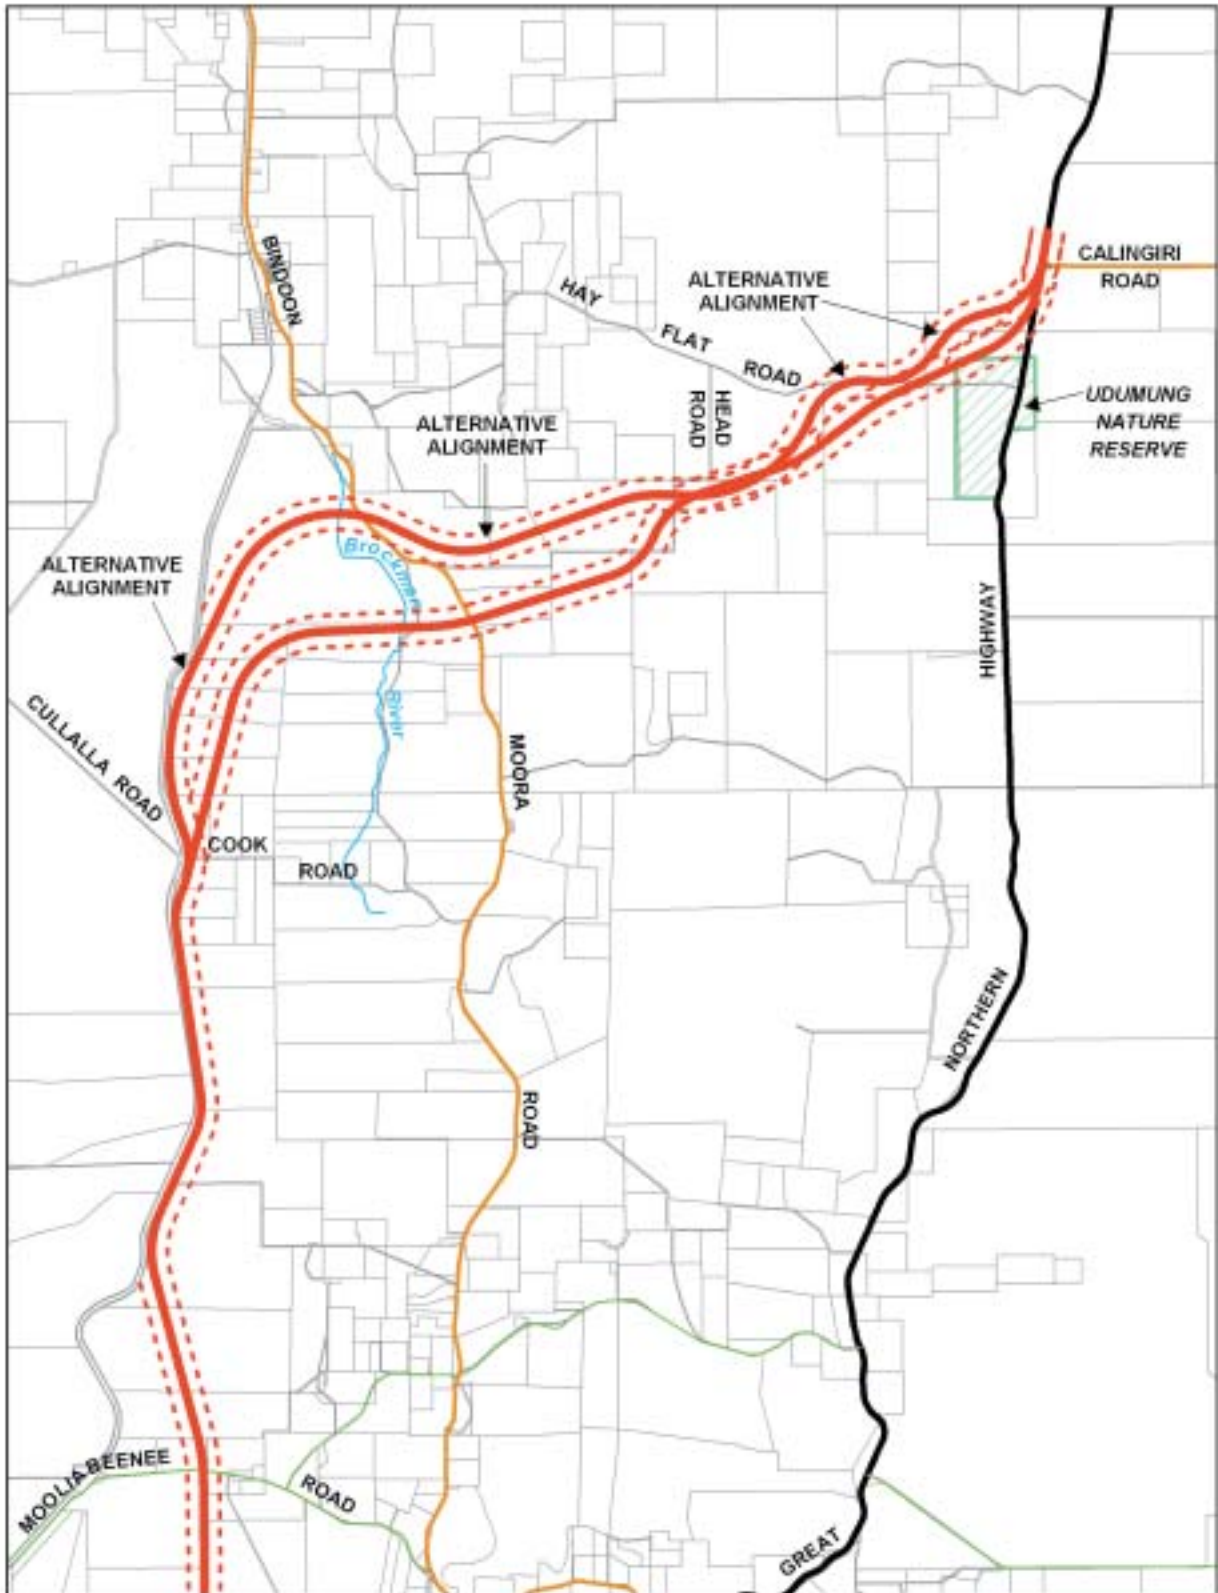 BINDOON
CALINGIRI
ROAD
ALTERNATIVE
ALIGNMENT
HAY
FLAT
ROAD
HEAD
ROAD
UDUMUNG
NATURE
RESERVE
ALTERNATIVE
ALIGNMENT
Brockman
River
ALTERNATIVE
ALIGNMENT
HIGHWAY
CULLALLA ROAD
MOORA
COOK
ROAD
NORTHERN
ROAD
MOOLIABEENEE
ROAD
GREAT